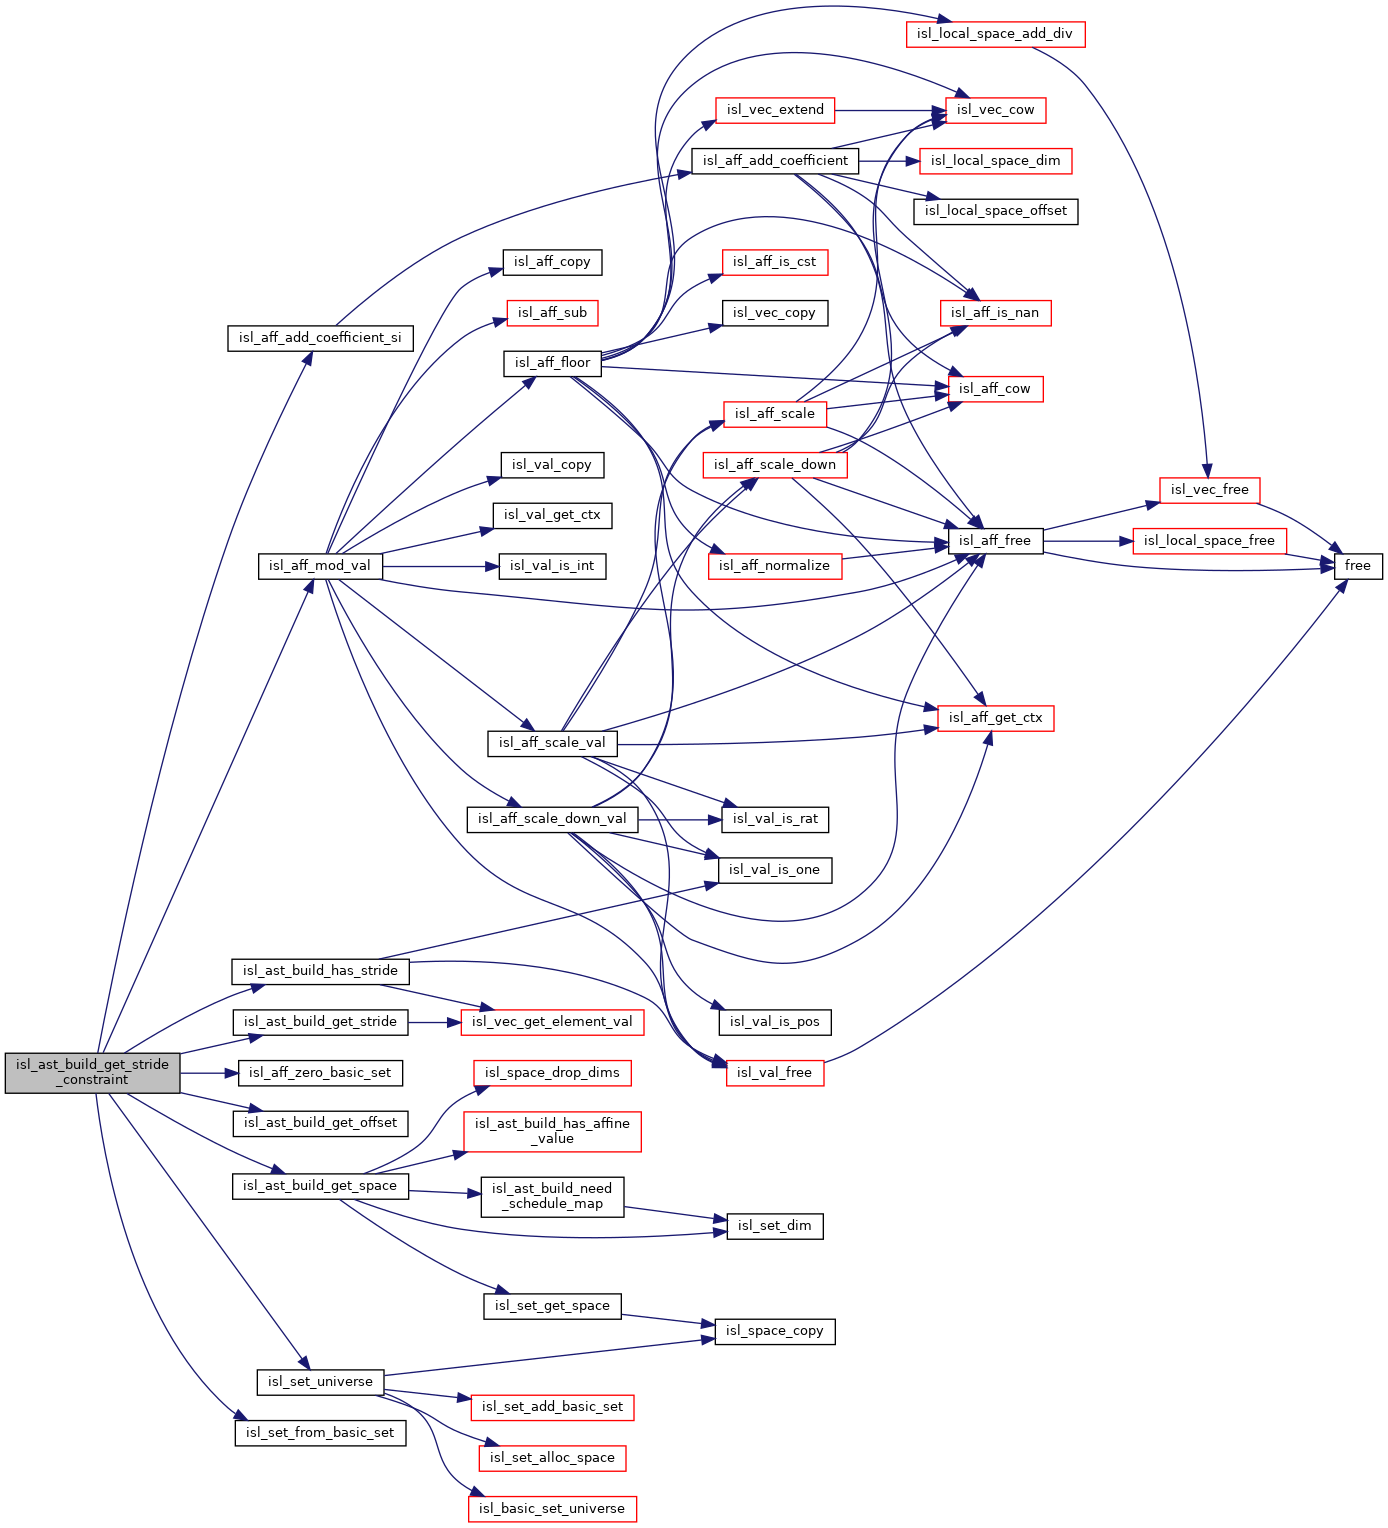 isl_local_space_add_div
isl_vec_extend
isl_vec_cow
isl_aff_add_coefficient
isl_local_space_dim
isl_local_space_offset
isl_aff_copy
isl_aff_is_cst
isl_aff_sub
isl_vec_copy
isl_aff_is_nan
isl_aff_add_coefficient_si
isl_aff_floor
isl_aff_cow
isl_aff_scale
isl_val_copy
isl_aff_scale_down
isl_vec_free
isl_val_get_ctx
isl_aff_free
isl_local_space_free
isl_aff_mod_val
isl_val_is_int
isl_aff_normalize
free
isl_aff_get_ctx
isl_aff_scale_val
isl_aff_scale_down_val
isl_val_is_rat
isl_val_is_one
isl_ast_build_has_stride
isl_ast_build_get_stride
isl_vec_get_element_val
isl_val_is_pos
isl_ast_build_get_stride
_constraint
isl_aff_zero_basic_set
isl_space_drop_dims
isl_val_free
isl_ast_build_get_offset
isl_ast_build_has_affine
_value
isl_ast_build_get_space
isl_ast_build_need
_schedule_map
isl_set_dim
isl_set_get_space
isl_space_copy
isl_set_universe
isl_set_add_basic_set
isl_set_from_basic_set
isl_set_alloc_space
isl_basic_set_universe